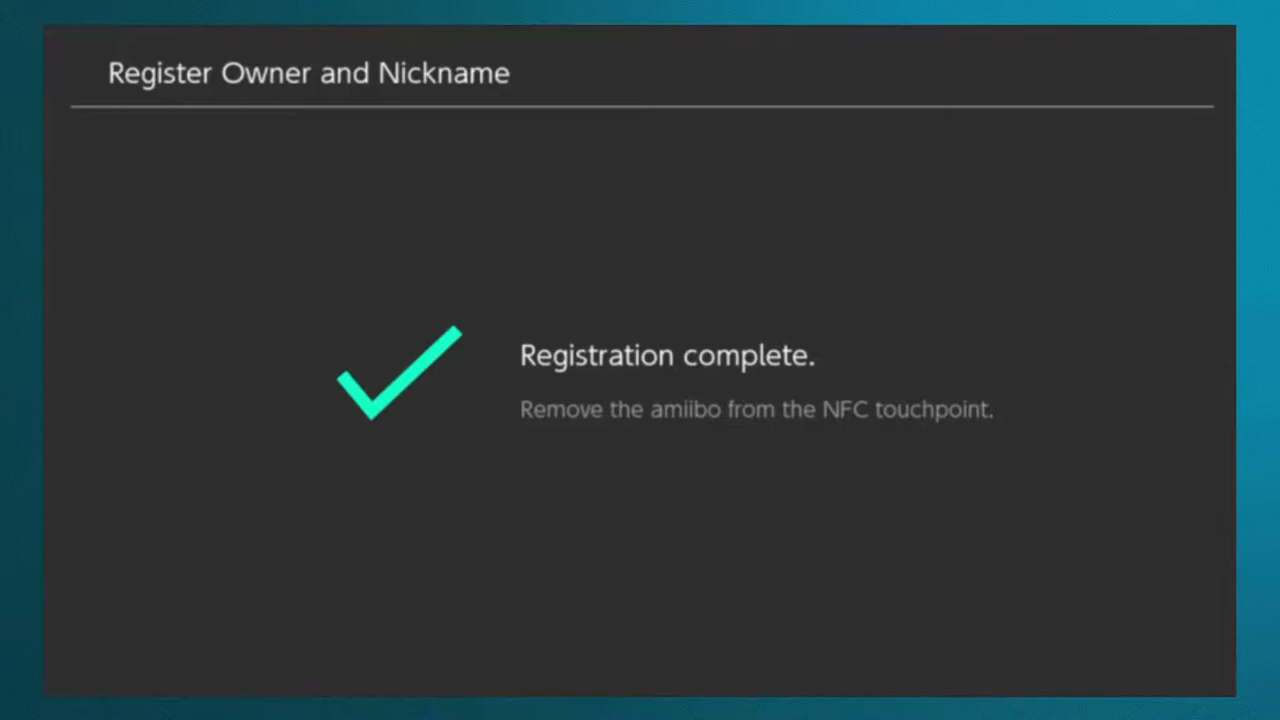 Register Owner and Nickname
Registration complete.
Remove the amiibo from the NFC touchpoint.